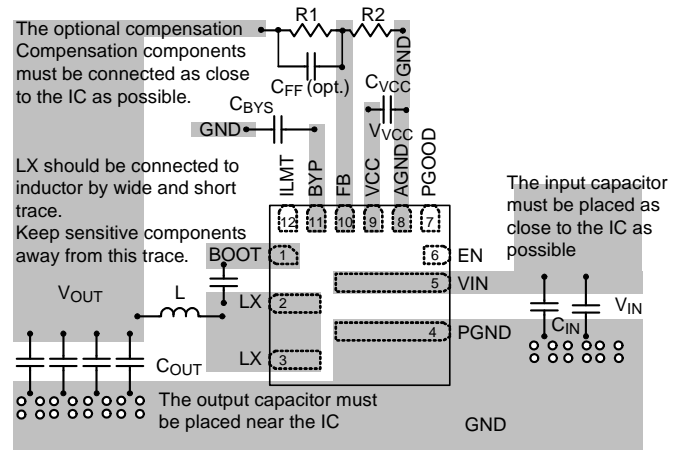 R1 R2
The optional compensation
Compensation components
must be connected as close
to the IC as possible.
CFF (opt.)
GND
CVCC
CBYS
GND
VVCC
LX should be connected to
inductor by wide and short
trace.
Keep sensitive components
away from this trace.
ILMT BYP FB VCC AGND PGOOD
The input capacitor
must be placed as
close to the IC as
possible
12 11 10 9 8 7
BOOT 1 6 EN
5 VIN
VOUT L LX 2
CIN VIN
4 PGND
LX 3
COUT
The output capacitor must
be placed near the IC
GND